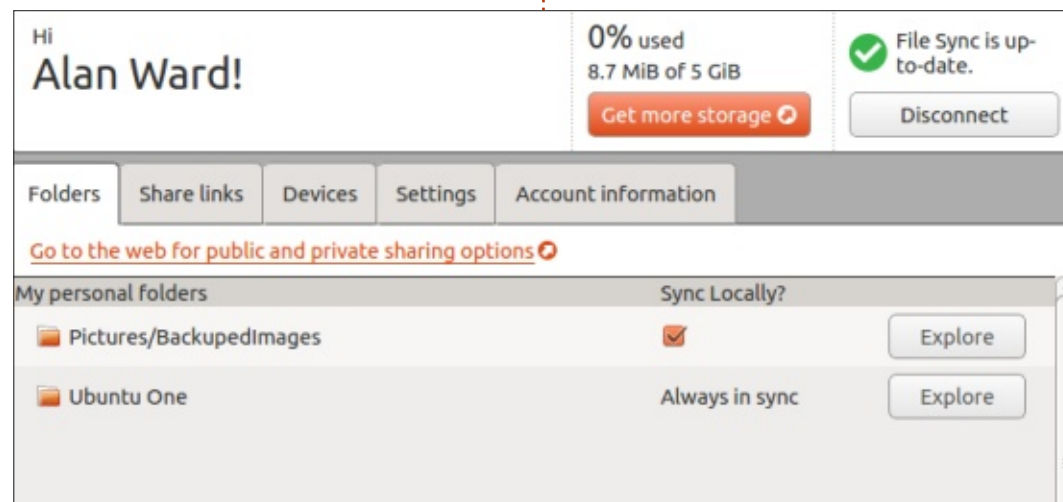 Hi
Alan Ward!
0% used
8.7 MiB of 5 GiB
Get more storage
File Sync is up-
to-date.
Disconnect
Folders
Share links
Devices
Settings
Account information
Go to the web for public and private sharing options
My personal folders
Sync Locally?
Pictures/BackupedImages
Explore
Ubuntu One
Always in sync
Explore